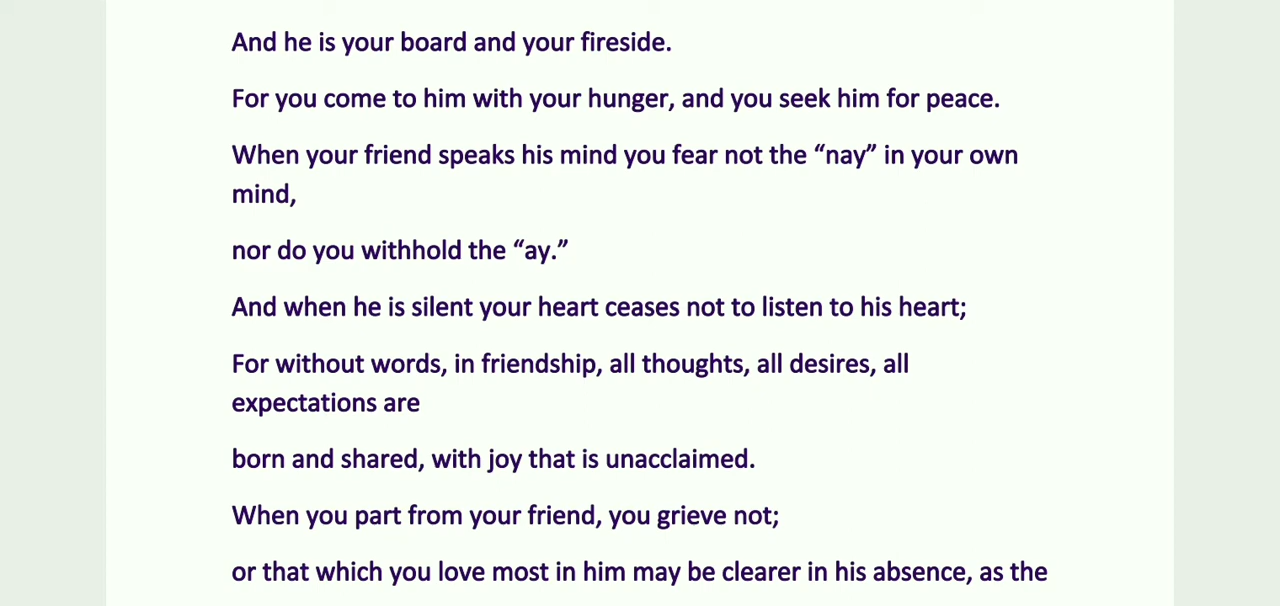 And he is your board and your fireside.
For you come to him with your hunger, and you seek him for peace.
When your friend speaks his mind you fear not the “nay” in your own
mind,
nor do you withhold the “ay.”
And when he is silent your heart ceases not to listen to his heart;
For without words, in friendship, all thoughts, all desires, all
expectations are
born and shared, with joy that is unacclaimed.
When you part from your friend, you grieve not;
or that which you love most in him may be clearer in his absence, as the